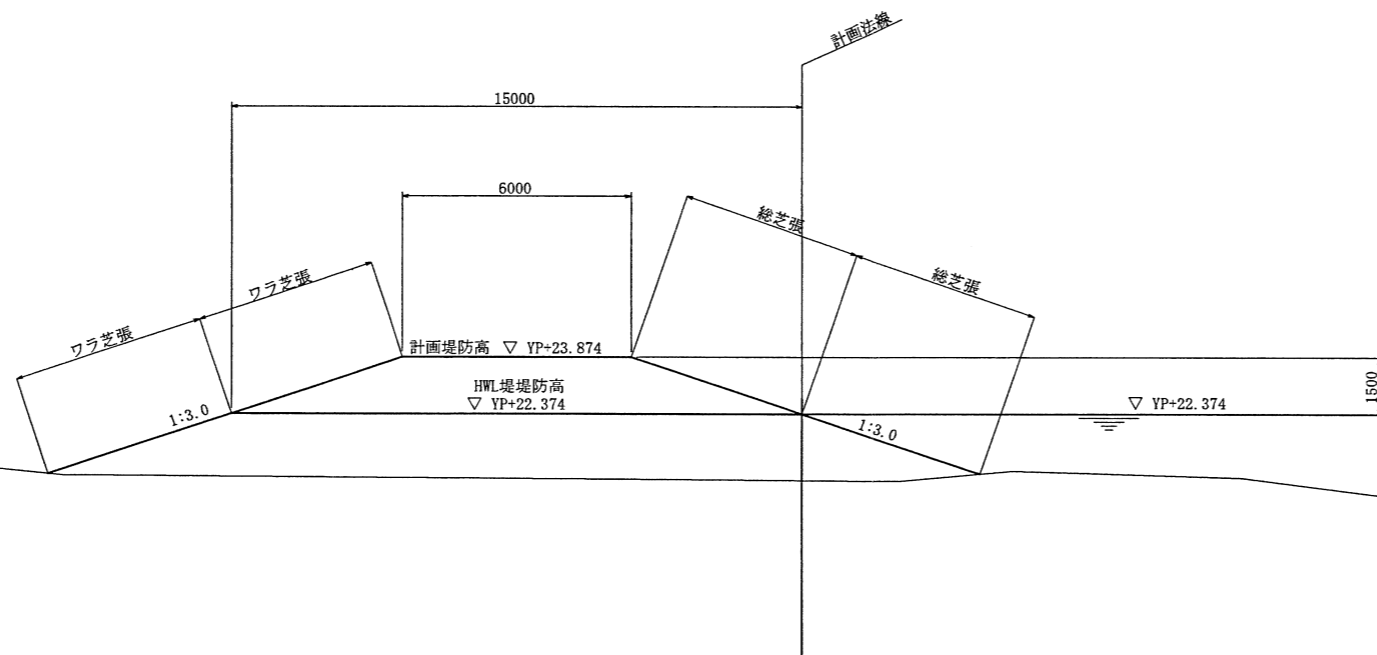 計画法線
15000
6000
総芝張
総芝張
ワラ芝張
ワラ芝張
計画堤防高 ▽ YP+23.874
1500
HWL堤堤防高
▽ YP+22.374
▽ YP+22.374
1:3.0
1:3.0